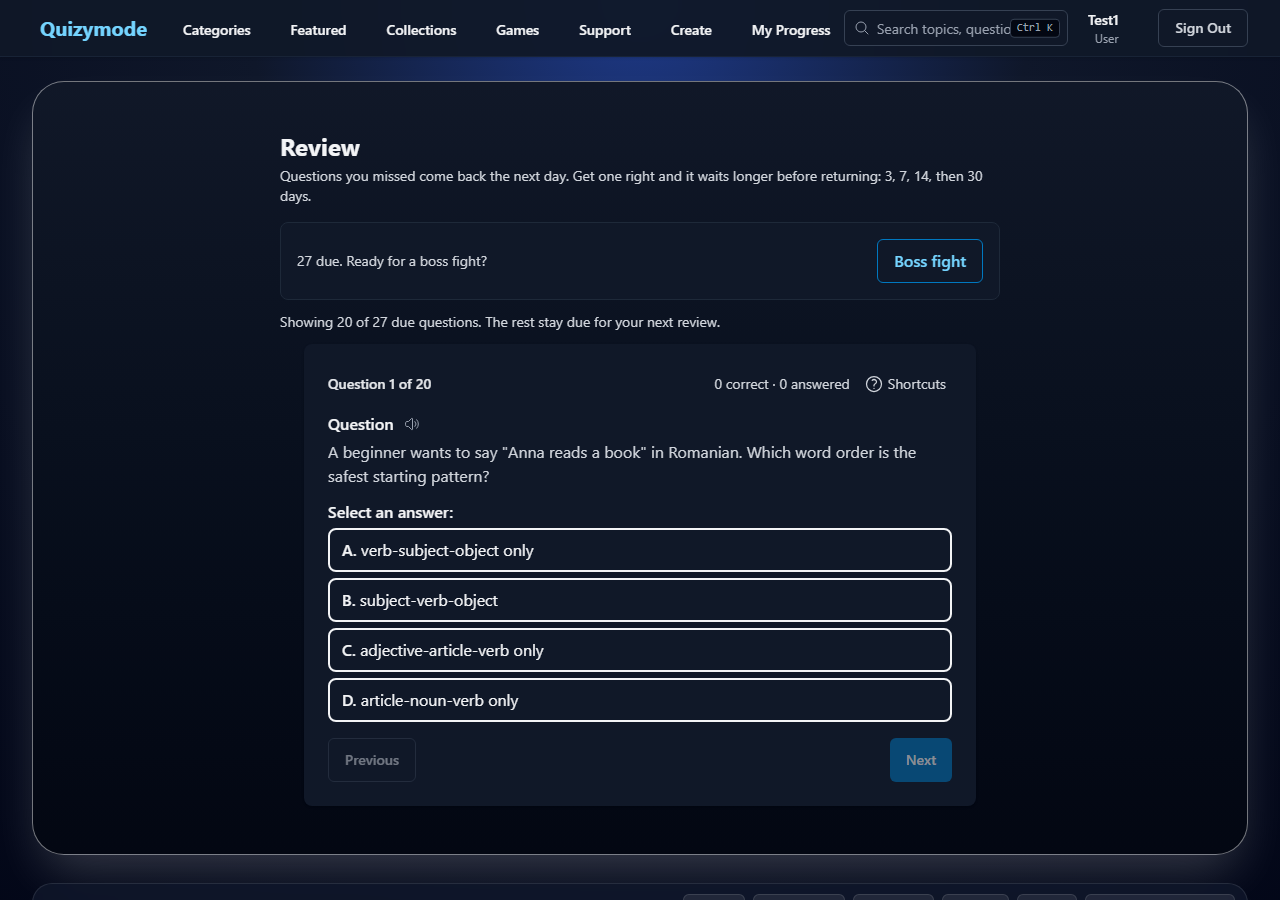 Quizymode
Categories
Featured
Collections
Games
Support
Create
My Progress
Search topics, questio
Ctrl K
Test1
User
Sign Out
Review
Questions you missed come back the next day. Get one right and it waits longer before returning: 3, 7, 14, then 30
days.
27 due. Ready for a boss fight?
Boss fight
Showing 20 of 27 due questions. The rest stay due for your next review.
Question 1 of 20
0 correct · 0 answered
? Shortcuts
Question
A beginner wants to say "Anna reads a book" in Romanian. Which word order is the
safest starting pattern?
Select an answer:
A. verb-subject-object only
B. subject-verb-object
C. adjective-article-verb only
D. article-noun-verb only
Previous
Next